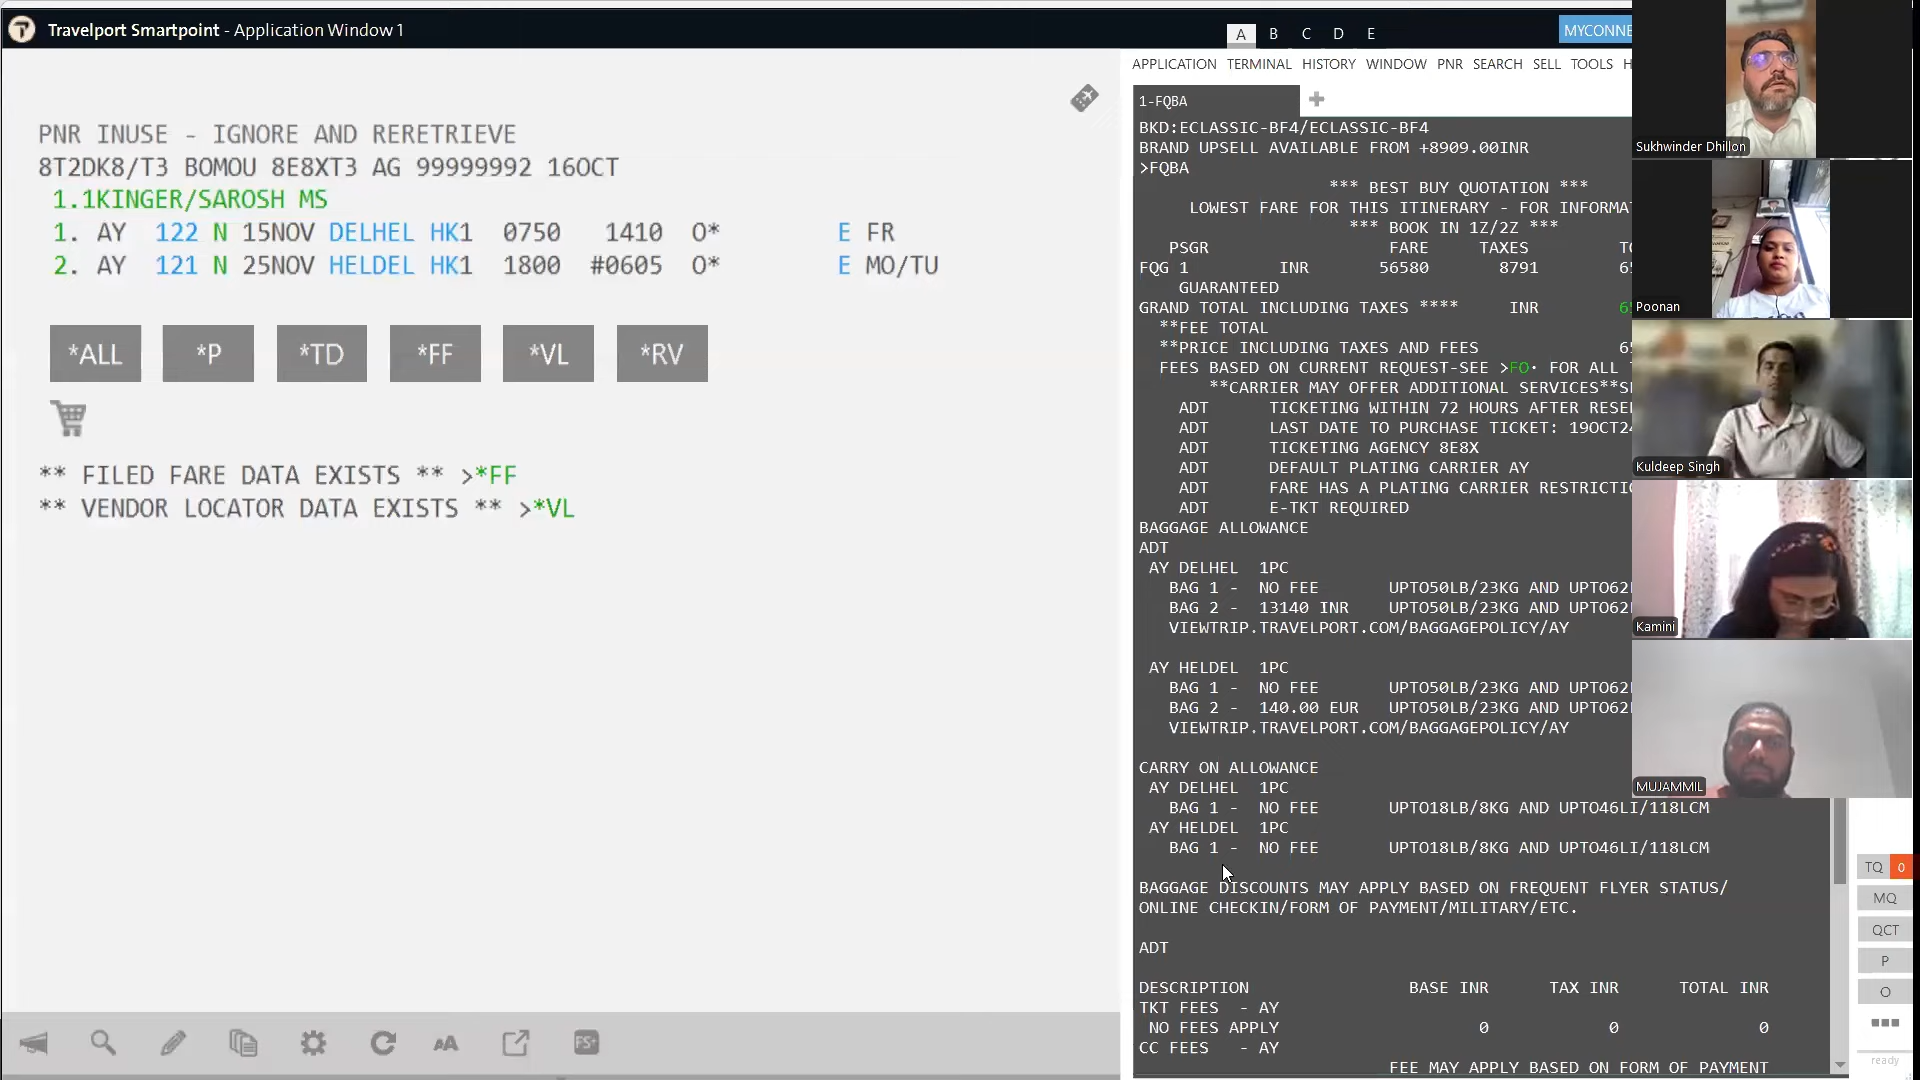 Travelport Smartpoint - Application Window 1
A B C D E
MYCONNE
APPLICATION TERMINAL HISTORY WINDOW PNR SEARCH SELL TOOLS H
PNR INUSE - IGNORE AND RERETRIEVE
8T2DK8/T3 BOMOU 8E8XT3 AG 99999992 16OCT
1.1KINGER/SAROSH MS
1. AY 122 N 15NOV DELHEL HK1 0750 1410 O* E FR
2. AY 121 N 25NOV HELDEL HK1 1800 #0605 O* E MO/TU
*ALL *P *TD *FF *VL *RV
** FILED FARE DATA EXISTS ** >*FF
** VENDOR LOCATOR DATA EXISTS ** >*VL
1-FQBA
BKD:ECLASSIC-BF4/ECLASSIC-BF4
BRAND UPSELL AVAILABLE FROM +8909.00INR
>FQBA
*** BEST BUY QUOTATION ***
LOWEST FARE FOR THIS ITINERARY - FOR INFORMA
*** BOOK IN 1Z/2Z ***
PSGR FARE TAXES TO
FQG 1 INR 56580 8791 6
GUARANTEED
GRAND TOTAL INCLUDING TAXES **** INR 6
**FEE TOTAL
**PRICE INCLUDING TAXES AND FEES 6
FEES BASED ON CURRENT REQUEST-SEE >FO· FOR ALL
**CARRIER MAY OFFER ADDITIONAL SERVICES**S
ADT TICKETING WITHIN 72 HOURS AFTER RESE
ADT LAST DATE TO PURCHASE TICKET: 19OCT24
ADT TICKETING AGENCY 8E8X
ADT DEFAULT PLATING CARRIER AY
ADT FARE HAS A PLATING CARRIER RESTRICTIO
ADT E-TKT REQUIRED
BAGGAGE ALLOWANCE
ADT
AY DELHEL 1PC
BAG 1 - NO FEE UPTO50LB/23KG AND UPTO62
BAG 2 - 13140 INR UPTO50LB/23KG AND UPTO62
VIEWTRIP.TRAVELPORT.COM/BAGGAGEPOLICY/AY
AY HELDEL 1PC
BAG 1 - NO FEE UPTO50LB/23KG AND UPTO62
BAG 2 - 140.00 EUR UPTO50LB/23KG AND UPTO62
VIEWTRIP.TRAVELPORT.COM/BAGGAGEPOLICY/AY
CARRY ON ALLOWANCE
AY DELHEL 1PC
BAG 1 - NO FEE UPTO18LB/8KG AND UPTO46LI/118LCM
AY HELDEL 1PC
BAG 1 - NO FEE UPTO18LB/8KG AND UPTO46LI/118LCM
BAGGAGE DISCOUNTS MAY APPLY BASED ON FREQUENT FLYER STATUS/
ONLINE CHECKIN/FORM OF PAYMENT/MILITARY/ETC.
ADT
DESCRIPTION BASE INR TAX INR TOTAL INR
TKT FEES - AY
NO FEES APPLY 0 0 0
CC FEES - AY
FEE MAY APPLY BASED ON FORM OF PAYMENT
Sukhwinder Dhillon
Poonan
Kuldeep Singh
Kamini
MUJAMMIL
TQ 0
MQ
QCT
P
O
ready
AA
FS+